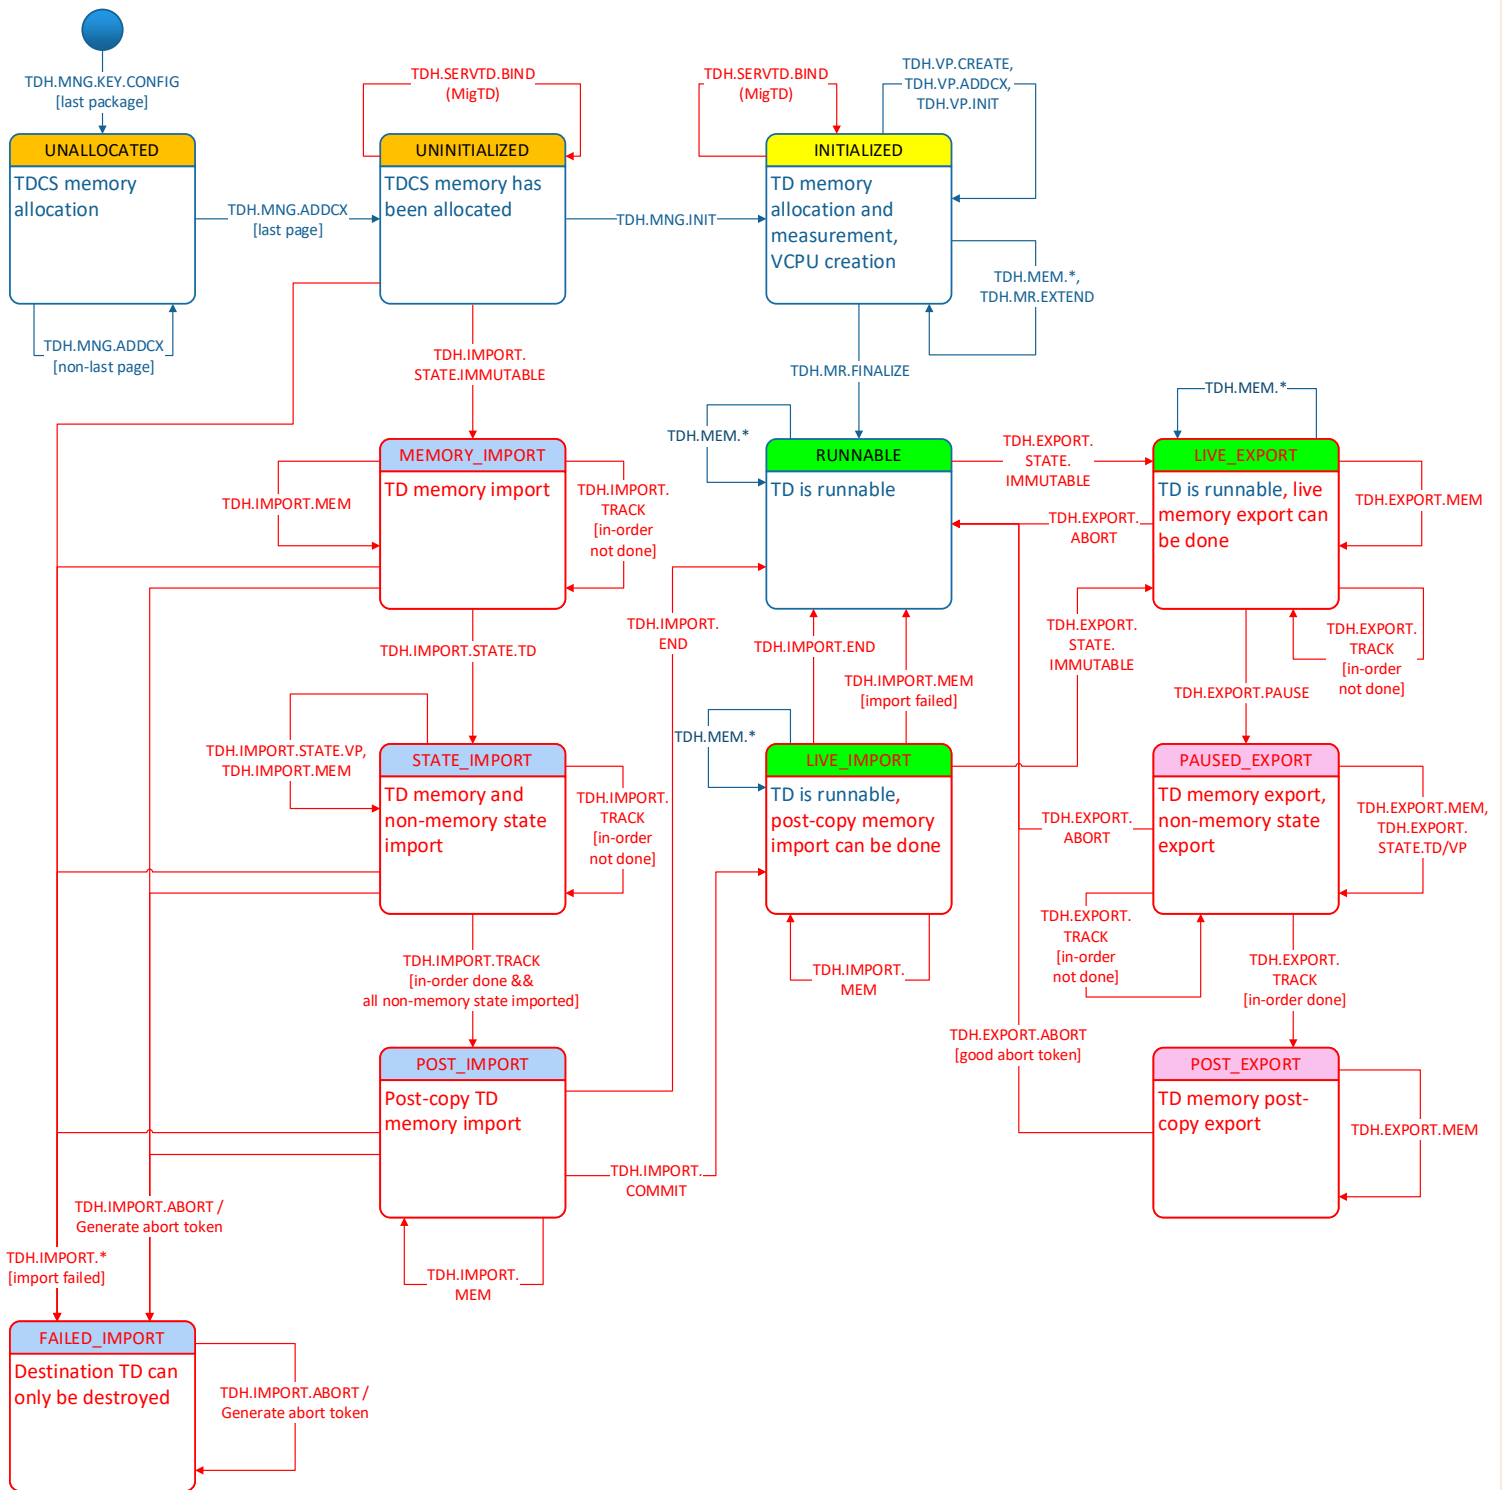 TDH.MNG.KEY.CONFIG
[last package]
TDH.SERVTD.BIND
(MigTD)
TDH.SERVTD.BIND
(MigTD)
TDH.VP.CREATE,
TDH.VP.ADDCX,
TDH.VP.INIT
UNALLOCATED
TDCS memory
allocation
TDH.MNG.ADDCX
[last page]
TDH.MNG.ADDCX
[non-last page]
UNINITIALIZED
TDCS memory has
been allocated
TDH.MNG.INIT
INITIALIZED
TD memory
allocation and
measurement,
VCPU creation
TDH.MEM.*,
TDH.MR.EXTEND
TDH.IMPORT.
STATE.IMMUTABLE
TDH.MR.FINALIZE
TDH.MEM.*
TDH.MEM.*
MEMORY_IMPORT
TD memory import
TDH.IMPORT.MEM
TDH.IMPORT.
TRACK
[in-order
not done]
RUNNABLE
TD is runnable
TDH.EXPORT.
STATE.
IMMUTABLE
TDH.EXPORT.
ABORT
LIVE_EXPORT
TD is runnable, live
memory export can
be done
TDH.EXPORT.MEM
TDH.IMPORT.STATE.TD
TDH.IMPORT.
END
TDH.IMPORT.END
TDH.IMPORT.MEM
[import failed]
TDH.EXPORT.
STATE.
IMMUTABLE
TDH.EXPORT.
TRACK
[in-order
not done]
TDH.EXPORT.PAUSE
TDH.IMPORT.STATE.VP,
TDH.IMPORT.MEM
STATE_IMPORT
TD memory and
non-memory state
import
TDH.IMPORT.
TRACK
[in-order
not done]
TDH.MEM.*
LIVE_IMPORT
TD is runnable,
post-copy memory
import can be done
TDH.EXPORT.
ABORT
PAUSED_EXPORT
TD memory export,
non-memory state
export
TDH.EXPORT.MEM,
TDH.EXPORT.
STATE.TD/VP
TDH.IMPORT.TRACK
[in-order done &&
all non-memory state imported]
TDH.IMPORT.
MEM
TDH.EXPORT.
TRACK
[in-order
not done]
TDH.EXPORT.
TRACK
[in-order done]
TDH.EXPORT.ABORT
[good abort token]
POST_IMPORT
Post-copy TD
memory import
TDH.IMPORT.
COMMIT
POST_EXPORT
TD memory post-
copy export
TDH.EXPORT.MEM
TDH.IMPORT.ABORT /
Generate abort token
TDH.IMPORT.*
[import failed]
TDH.IMPORT.
MEM
FAILED_IMPORT
Destination TD can
only be destroyed
TDH.IMPORT.ABORT /
Generate abort token